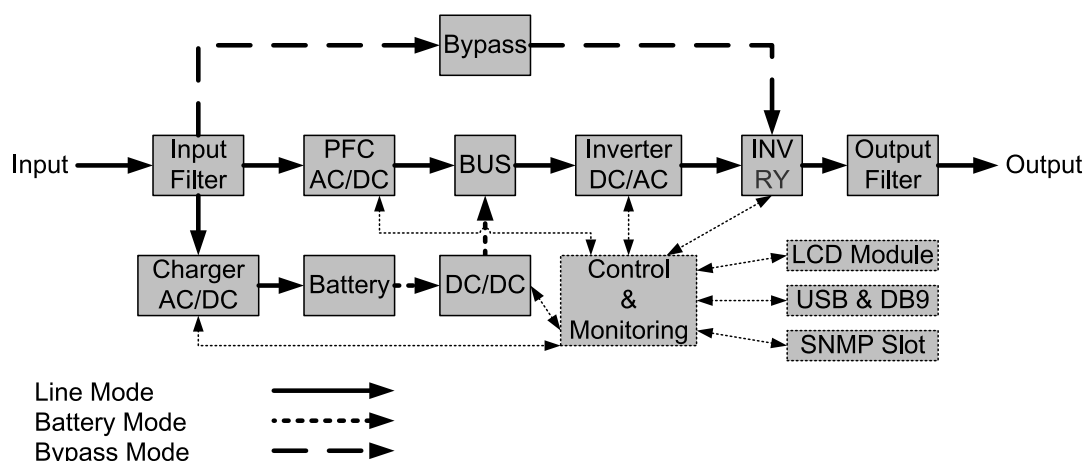 Bypass
Input
Input
Filter
PFC
AC/DC
BUS
Inverter
DC/AC
INV
RY
Output
Filter
Output
Charger
AC/DC
Battery
DC/DC
Control
&
Monitoring
LCD Module
USB & DB9
SNMP Slot
Line Mode
Battery Mode
Bypass Mode